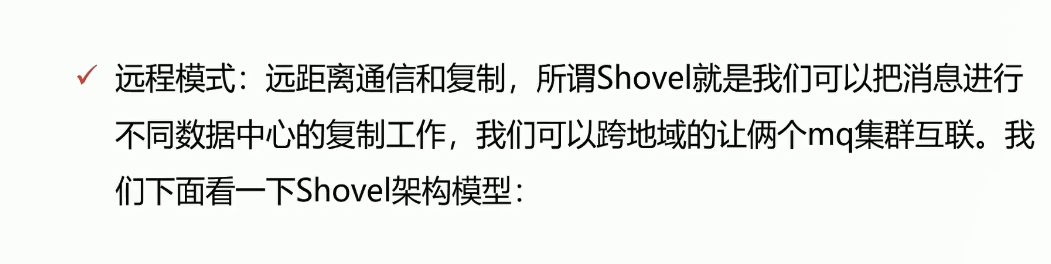 ✓ 远程模式：远距离通信和复制，所谓Shovel就是我们可以把消息进行
不同数据中心的复制工作，我们可以跨地域的让俩个mq集群互联。我
们下面看一下Shovel架构模型：